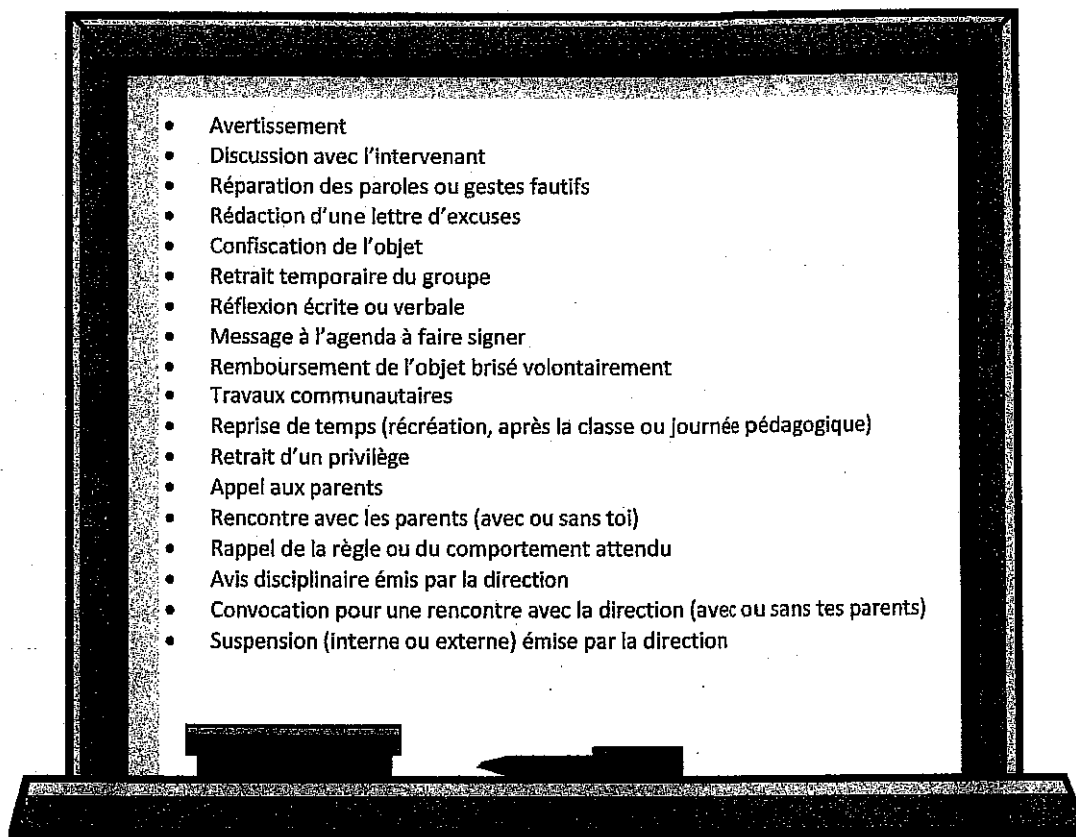 • Avertissement
• Discussion avec l'intervenant
• Réparation des paroles ou gestes fautifs
• Rédaction d'une lettre d'excuses
• Confiscation de l'objet
• Retrait temporaire du groupe
• Réflexion écrite ou verbale
• Message à l'agenda à faire signer
• Remboursement de l'objet brisé volontairement
• Travaux communautaires
• Reprise de temps (récréation, après la classe ou journée pédagogique)
• Retrait d'un privilège
• Appel aux parents
• Rencontre avec les parents (avec ou sans toi)
• Rappel de la règle ou du comportement attendu
• Avis disciplinaire émis par la direction
• Convocation pour une rencontre avec la direction (avec ou sans tes parents)
• Suspension (interne ou externe) émise par la direction